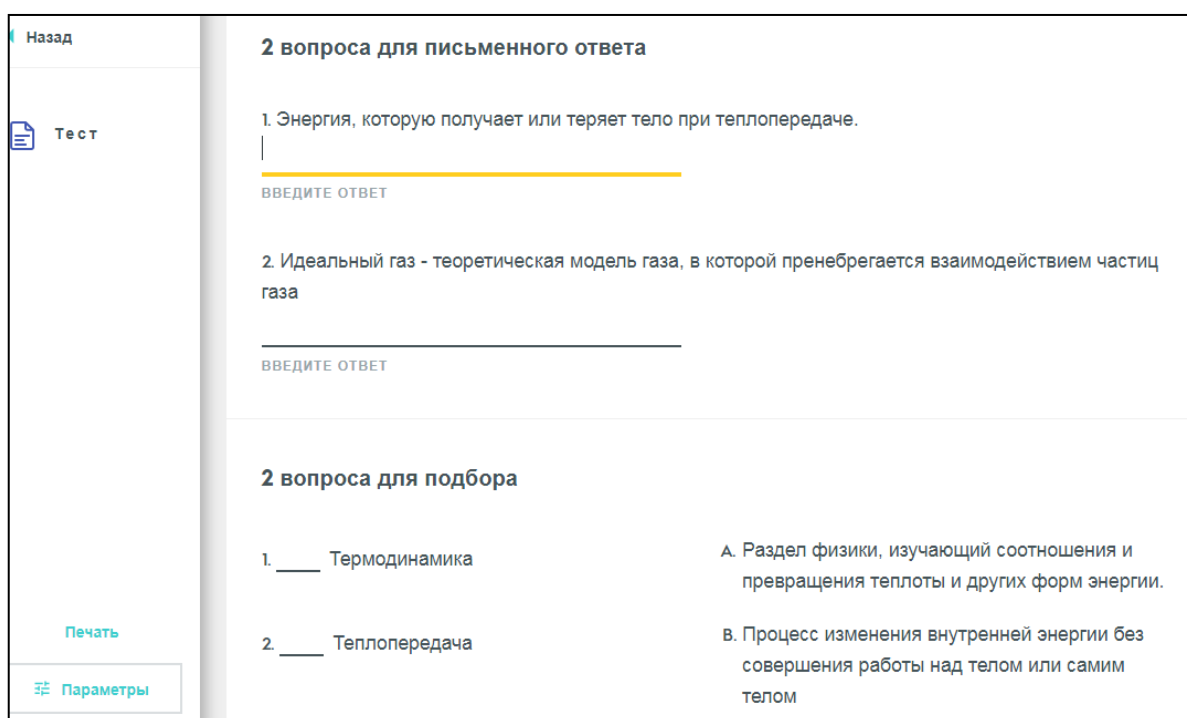 Назад
Тест
Печать
Параметры
2 вопроса для письменного ответа
1. Энергия, которую получает или теряет тело при теплопередаче.
ВВЕДИТЕ ОТВЕТ
2. Идеальный газ - теоретическая модель газа, в которой пренебрегается взаимодействием частиц
газа
ВВЕДИТЕ ОТВЕТ
2 вопроса для подбора
1. ____ Термодинамика
2. ____ Теплопередача
A. Раздел физики, изучающий соотношения и
превращения теплоты и других форм энергии.
B. Процесс изменения внутренней энергии без
совершения работы над телом или самим
телом